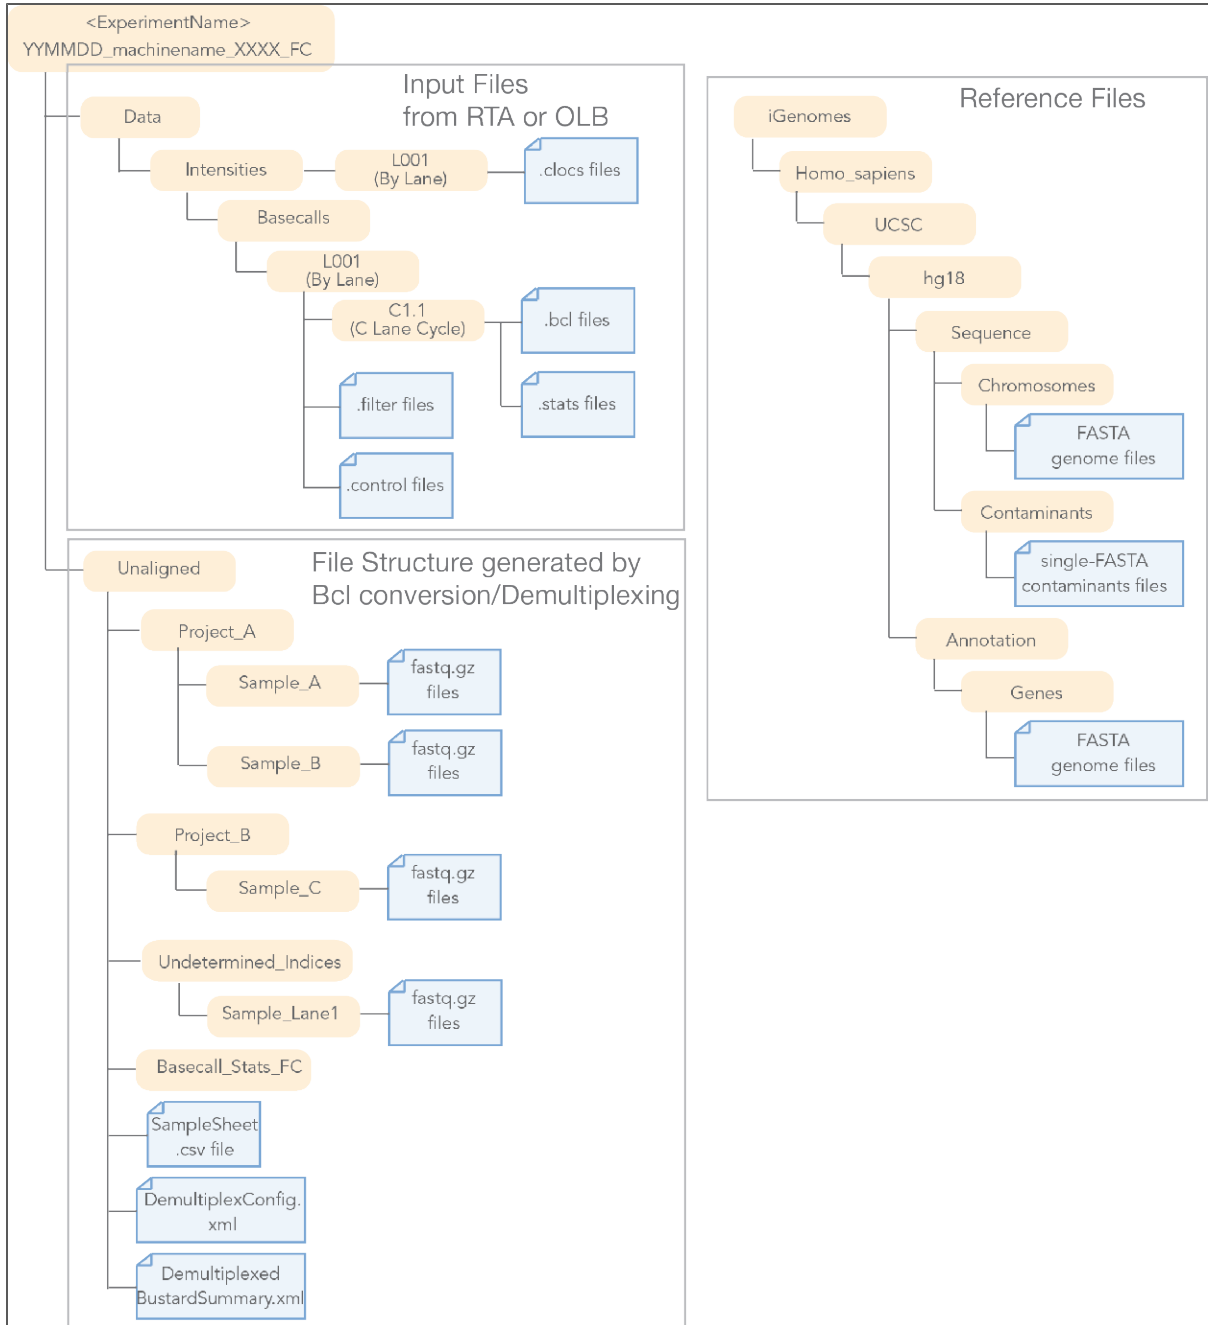 <ExperimentName>
YYMMDD_machinename_XXXX_FC
Input Files
from RTA or OLB
Data
Intensities
L001
(By Lane)
.clocs files
Basecalls
L001
(By Lane)
C1.1
(C Lane Cycle)
.bcl files
.filter files
.stats files
.control files
Reference Files
iGenomes
Homo_sapiens
UCSC
hg18
Sequence
Chromosomes
FASTA
genome files
Contaminants
single-FASTA
contaminants files
Annotation
Genes
FASTA
genome files
File Structure generated by
Bcl conversion/Demultiplexing
Unaligned
Project_A
Sample_A
fastq.gz
files
Sample_B
fastq.gz
files
Project_B
Sample_C
fastq.gz
files
Undetermined_Indices
Sample_Lane1
fastq.gz
files
Basecall_Stats_FC
SampleSheet
.csv file
DemultiplexConfig.
xml
Demultiplexed
BustardSummary.xml